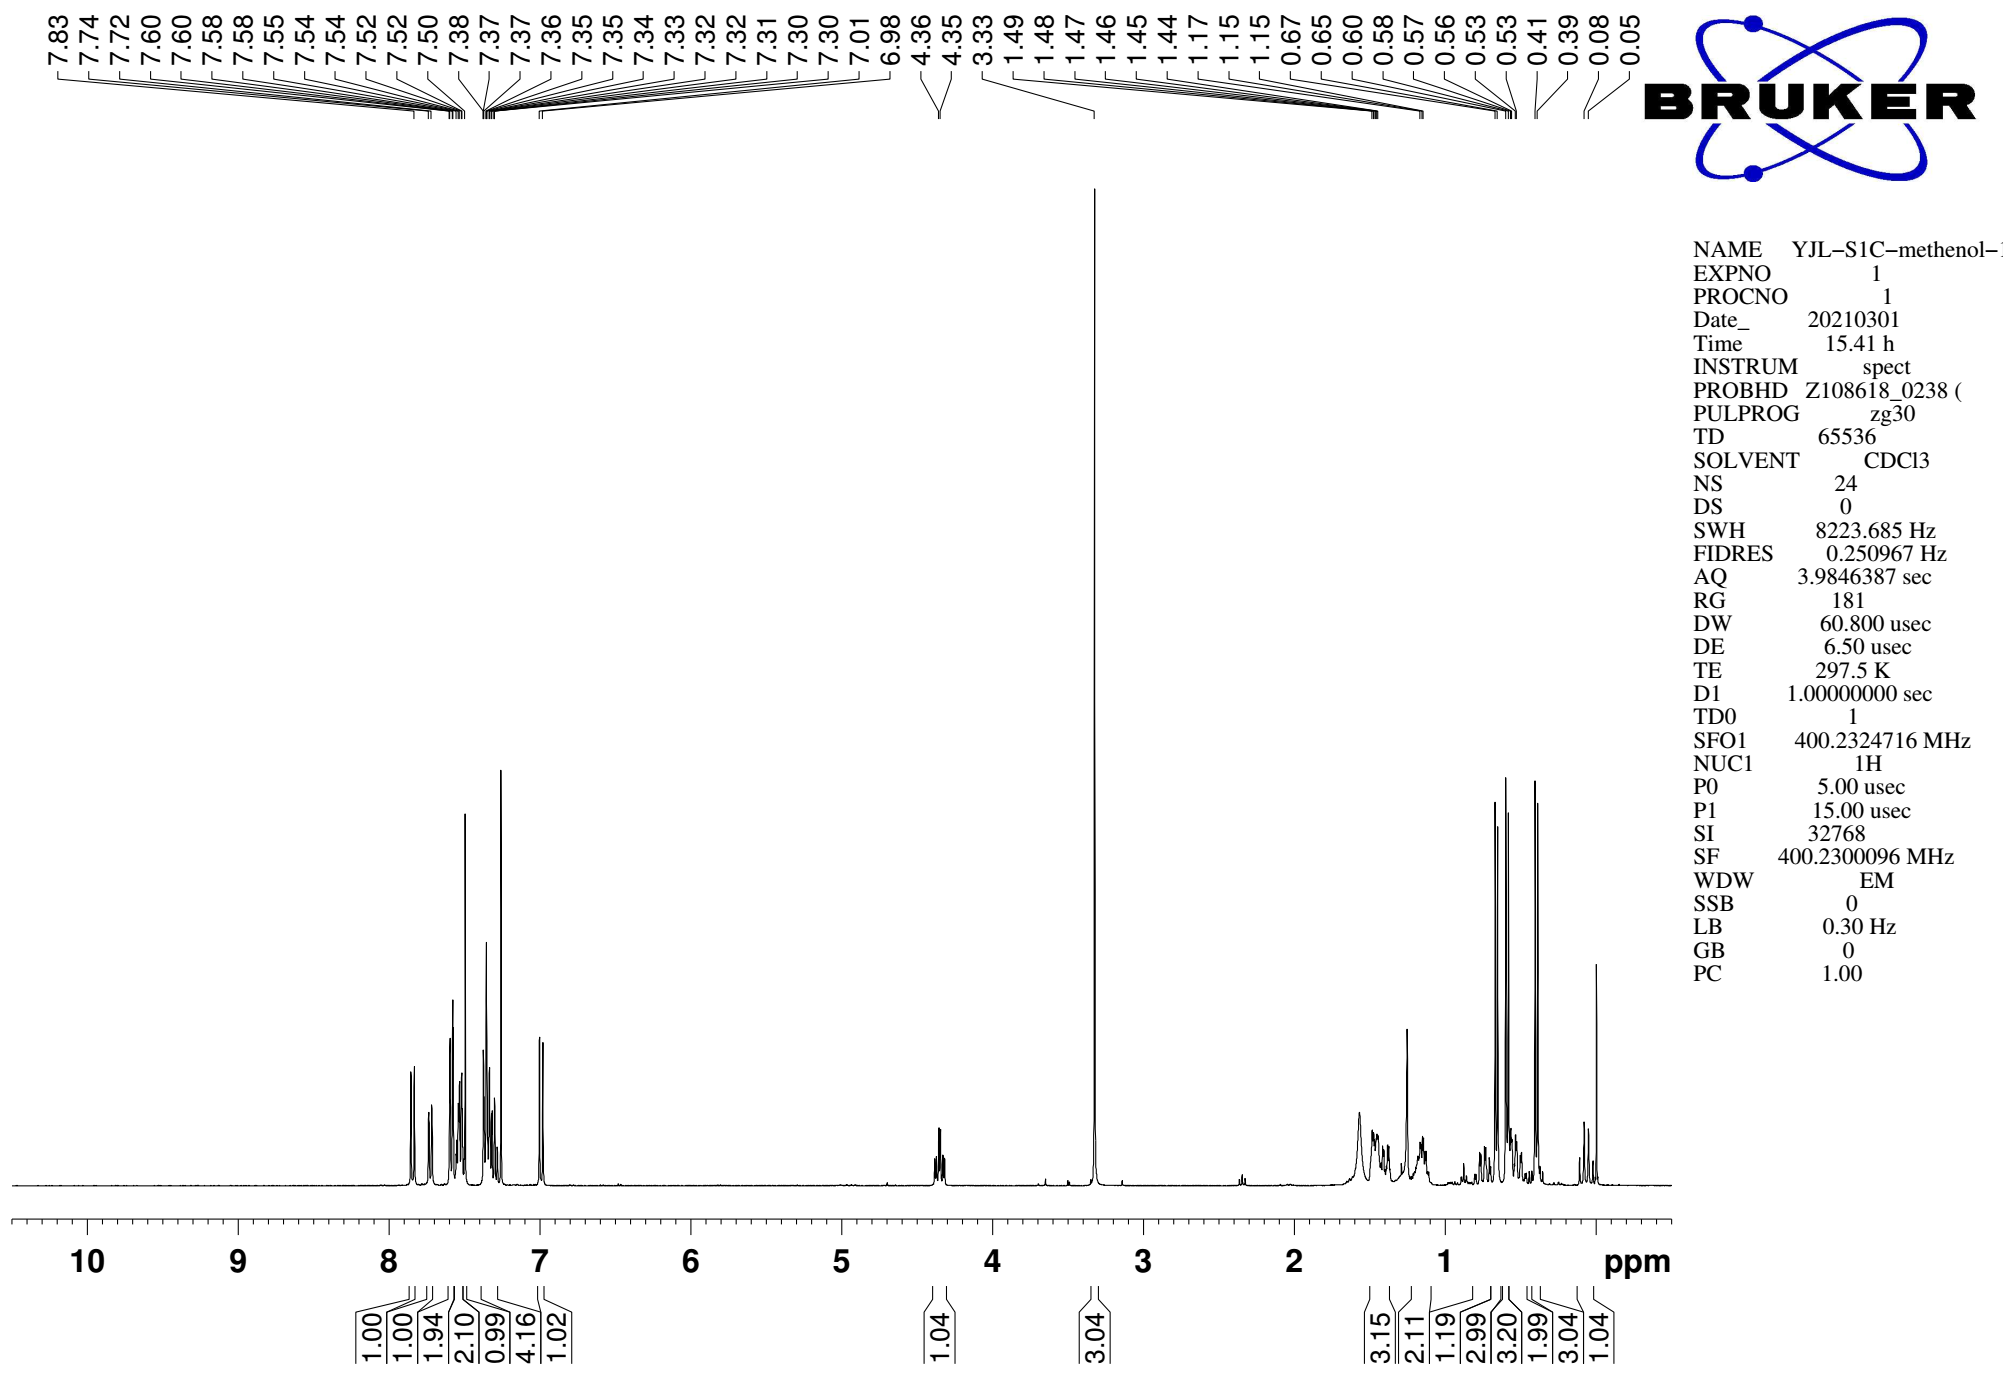 7.83 7.74 7.72 7.60 7.60 7.58 7.58 7.55 7.54 7.54 7.52 7.52 7.50 7.38 7.37 7.37 7.36 7.35 7.35 7.34 7.33 7.32 7.32 7.31 7.30 7.30 7.01 6.98 4.36 4.35 3.33 1.49 1.48 1.47 1.46 1.45 1.44 1.17 1.15 1.15 0.67 0.65 0.60 0.58 0.57 0.56 0.53 0.53 0.41 0.39 0.08 0.05
BRUKER
NAME YJL-S1C-methenol-1
EXPNO 1
PROCNO 1
Date_ 20210301
Time 15.41 h
INSTRUM spect
PROBHD Z108618_0238 (
PULPROG zg30
TD 65536
SOLVENT CDCl3
NS 24
DS 0
SWH 8223.685 Hz
FIDRES 0.250967 Hz
AQ 3.9846387 sec
RG 181
DW 60.800 usec
DE 6.50 usec
TE 297.5 K
D1 1.00000000 sec
TD0 1
SFO1 400.2324716 MHz
NUC1 1H
P0 5.00 usec
P1 15.00 usec
SI 32768
SF 400.2300096 MHz
WDW EM
SSB 0
LB 0.30 Hz
GB 0
PC 1.00
10 9 8 7 6 5 4 3 2 1 ppm
1.00 1.00 1.94 2.10 0.99 4.16 1.02 1.04 3.04 3.15 2.11 1.19 2.99 3.20 1.99 3.04 1.04